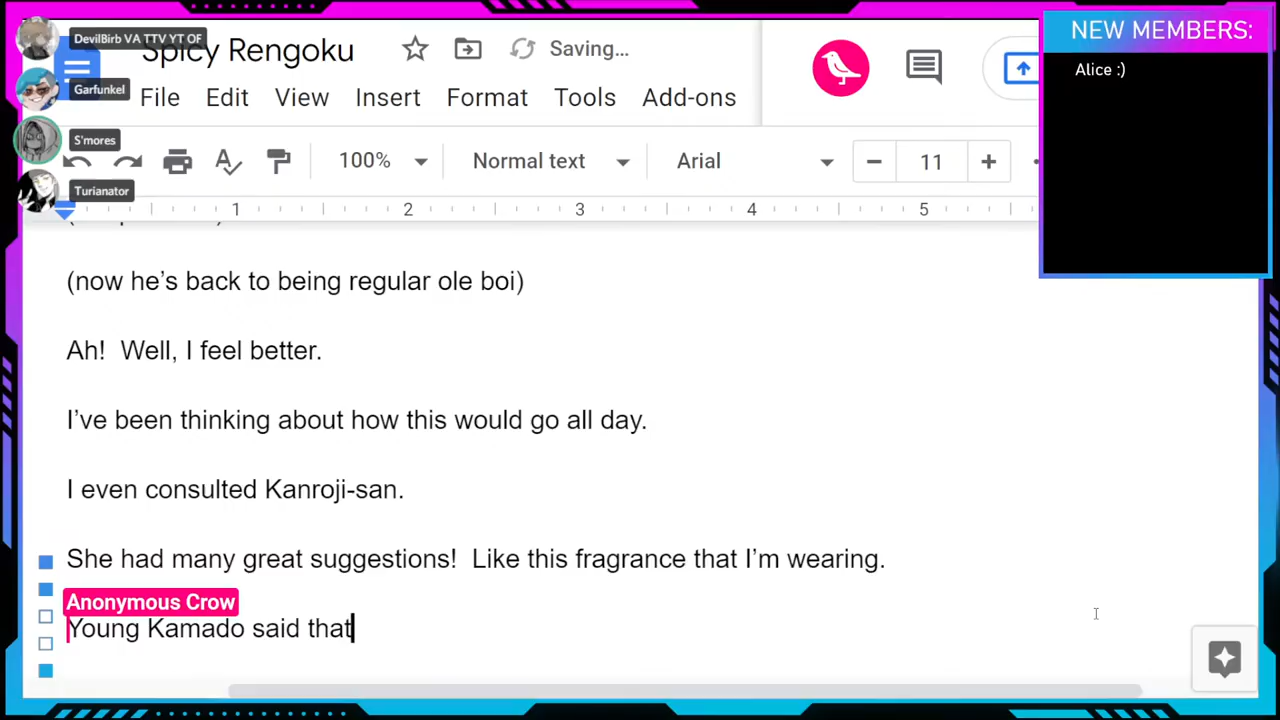 DevilBirb VA TTV YT OF
Garfunkel
S'mores
Turianator
Spicy Rengoku
Saving…
File Edit View Insert Format Tools Add-ons
100% Normal text Arial 11
1 2 3 4 5
NEW MEMBERS:
Alice :)
(now he’s back to being regular ole boi)
Ah!  Well, I feel better.
I’ve been thinking about how this would go all day.
I even consulted Kanroji-san.
She had many great suggestions!  Like this fragrance that I’m wearing.
Anonymous Crow
Young Kamado said that